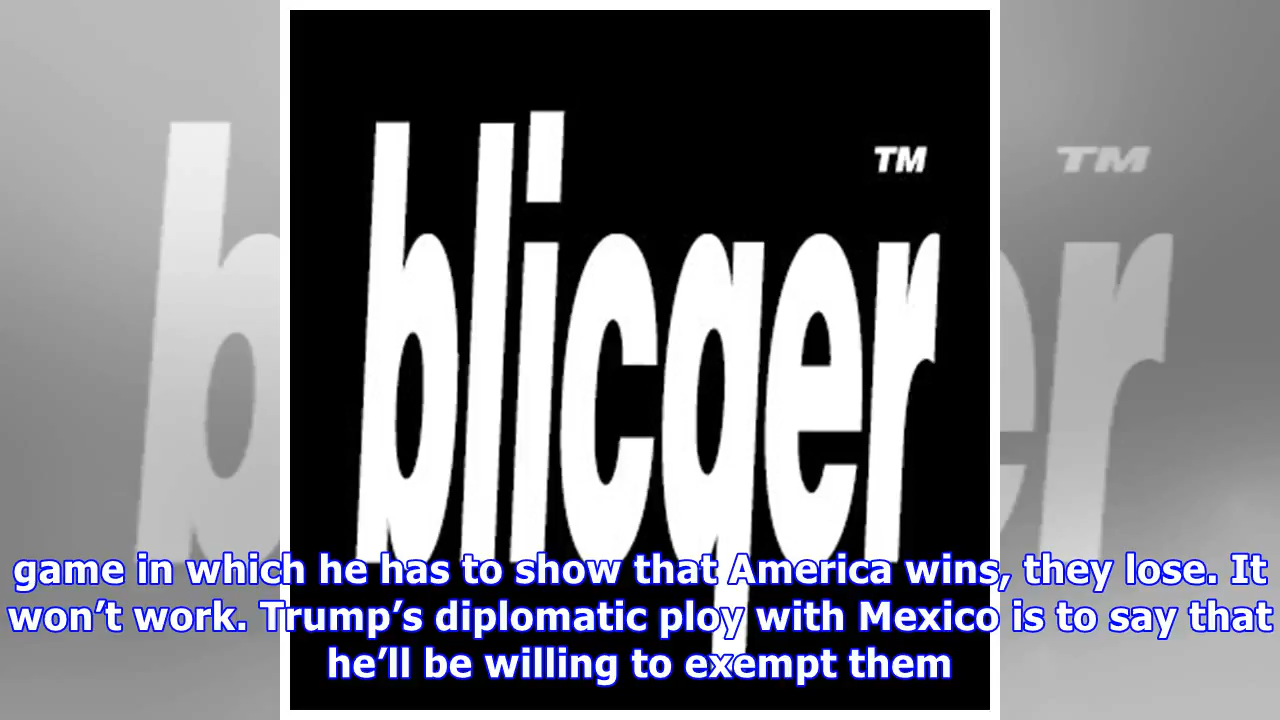 blicqer
TM
TM
game in which he has to show that America wins, they lose. It
won’t work. Trump’s diplomatic ploy with Mexico is to say that
he’ll be willing to exempt them